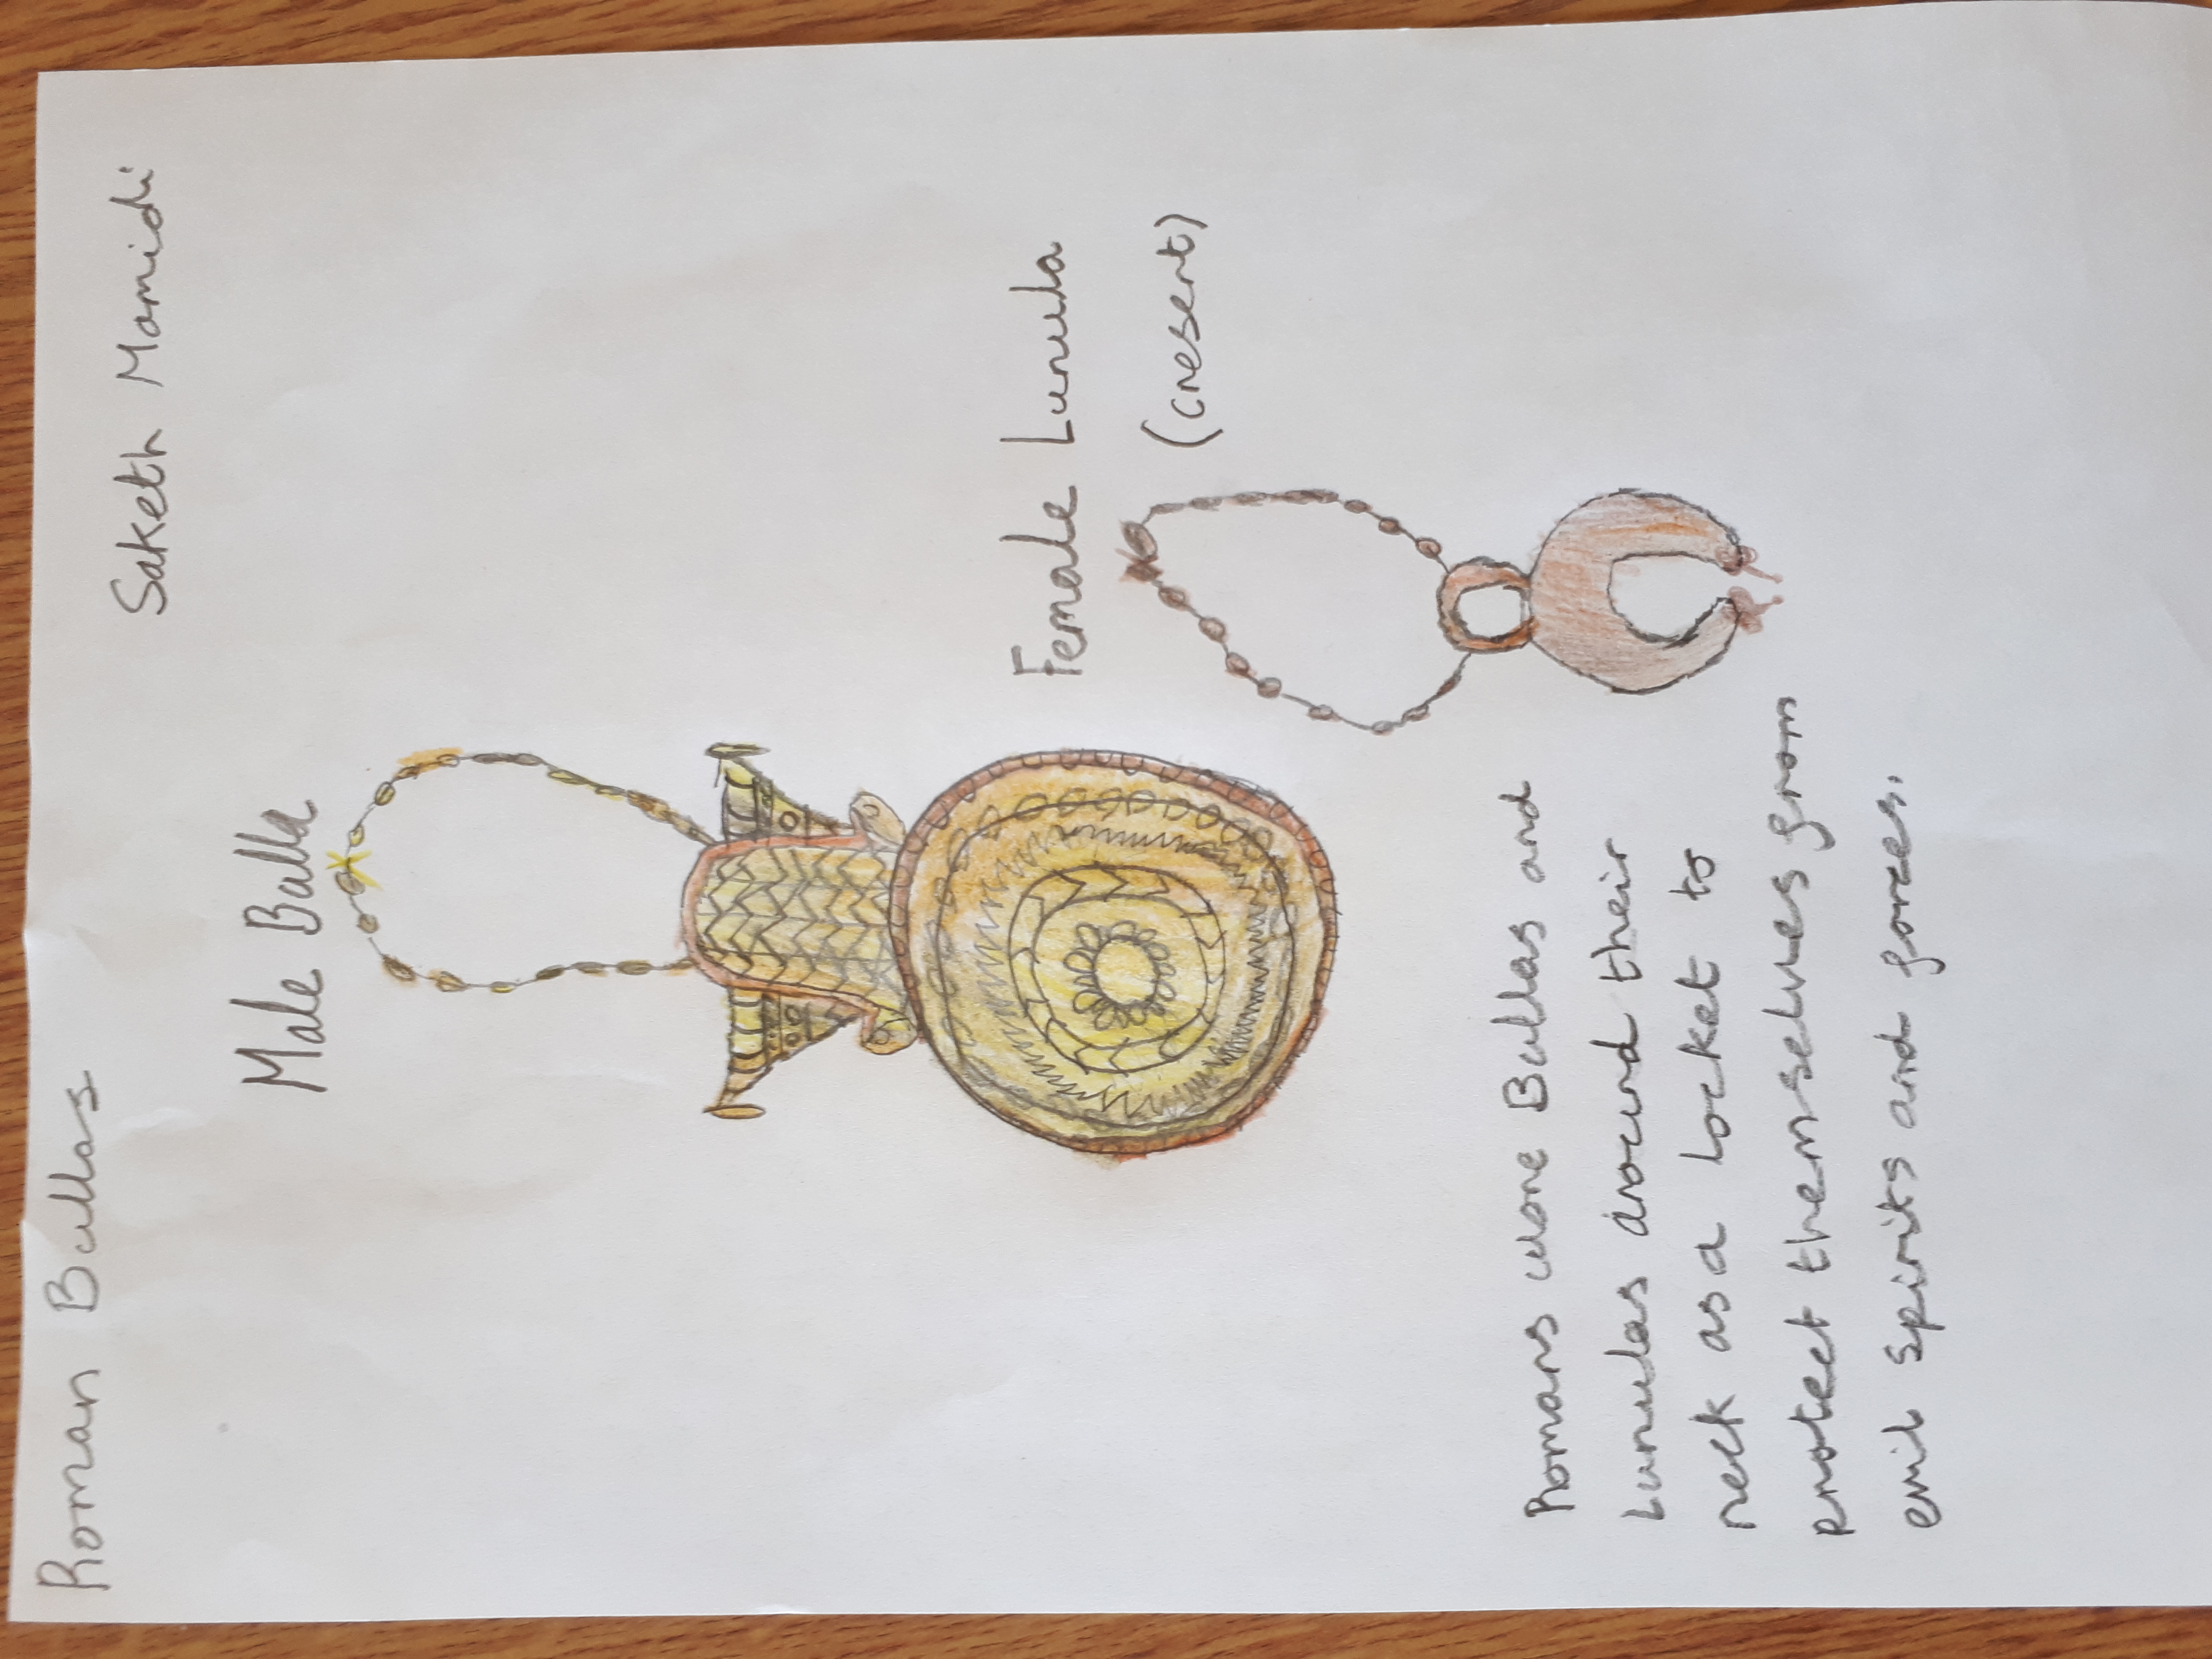 Roman Bullas
Saketh Mamidi
Male Bulla
Female Lunula
(cresent)
Romans wore Bullas and
Lunulas around their
neck as a locket to
protect themselves from
evil spirits and forces.